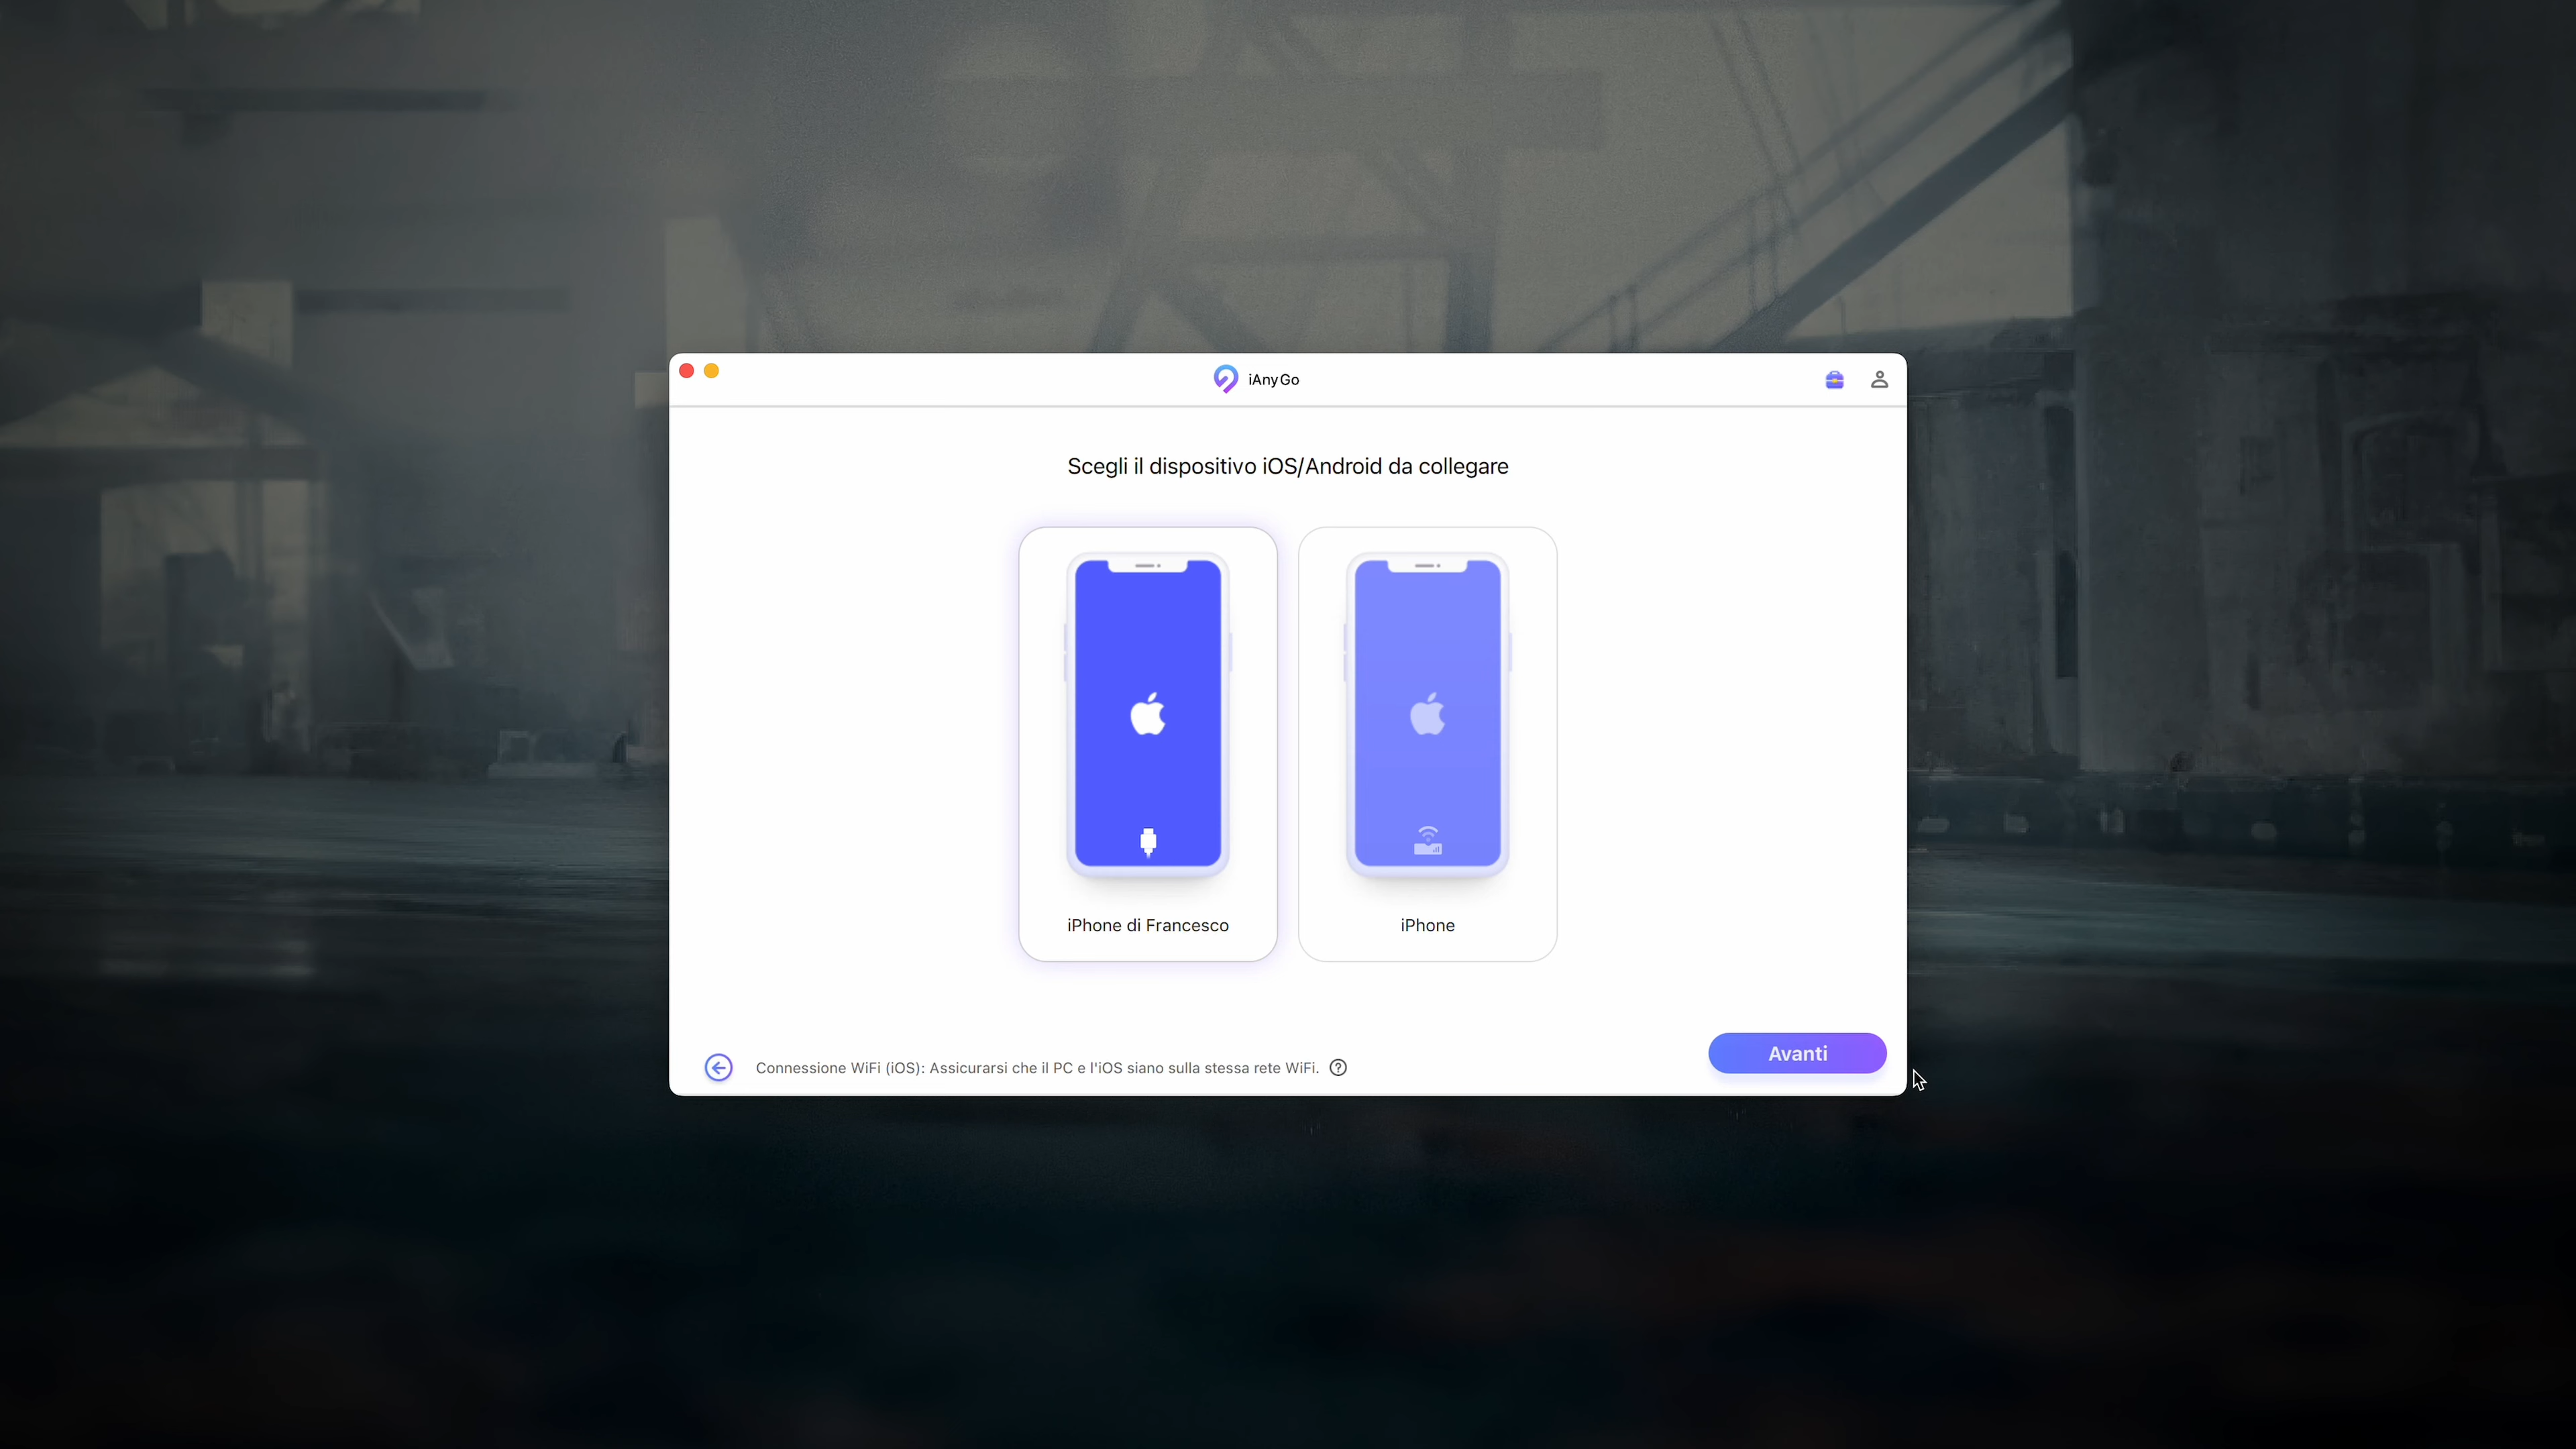 iAnyGo
Scegli il dispositivo iOS/Android da collegare
iPhone di Francesco
iPhone
Connessione WiFi (iOS): Assicurarsi che il PC e l'iOS siano sulla stessa rete WiFi.
Avanti